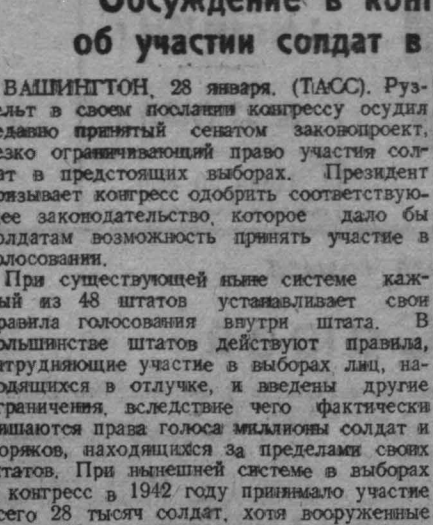 Обсуждение в конг
об участии солдат в
ВАШИНГТОН, 28 января. (ТАСС). Руз-
ельт в своем послании конгрессу осудил
едавно принятый сенатом законопроект,
езко ограничивающий право участия сол-
ат в предстоящих выборах. Президент
ризывает конгресс одобрить соответствую-
ее законодательство, которое дало бы
олдатам возможность принять участие в
олосовании.
При существующей ныне системе каж-
ый из 48 штатов устанавливает свои
равила голосования внутри штата. В
ольшинстве штатов действуют правила,
атрудняющие участие в выборах лиц, на-
одящихся в отлучке, и введены другие
граничения, вследствие чего фактически
ишаются права голоса миллионы солдат и
оряков, находящихся за пределами своих
татов. При нынешней системе в выборах
конгресс в 1942 году принимало участие
сего 28 тысяч солдат, хотя вооруженные